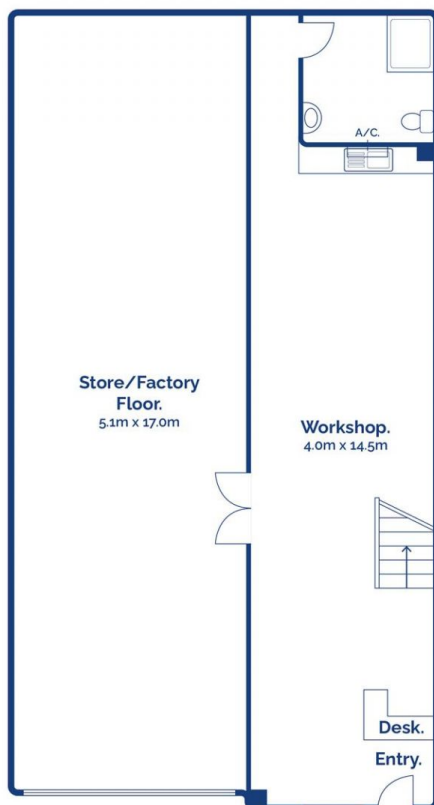 A/C.
Store/Factory
Floor.
5.1m x 17.0m
Workshop.
4.0m x 14.5m
Desk.
Entry.